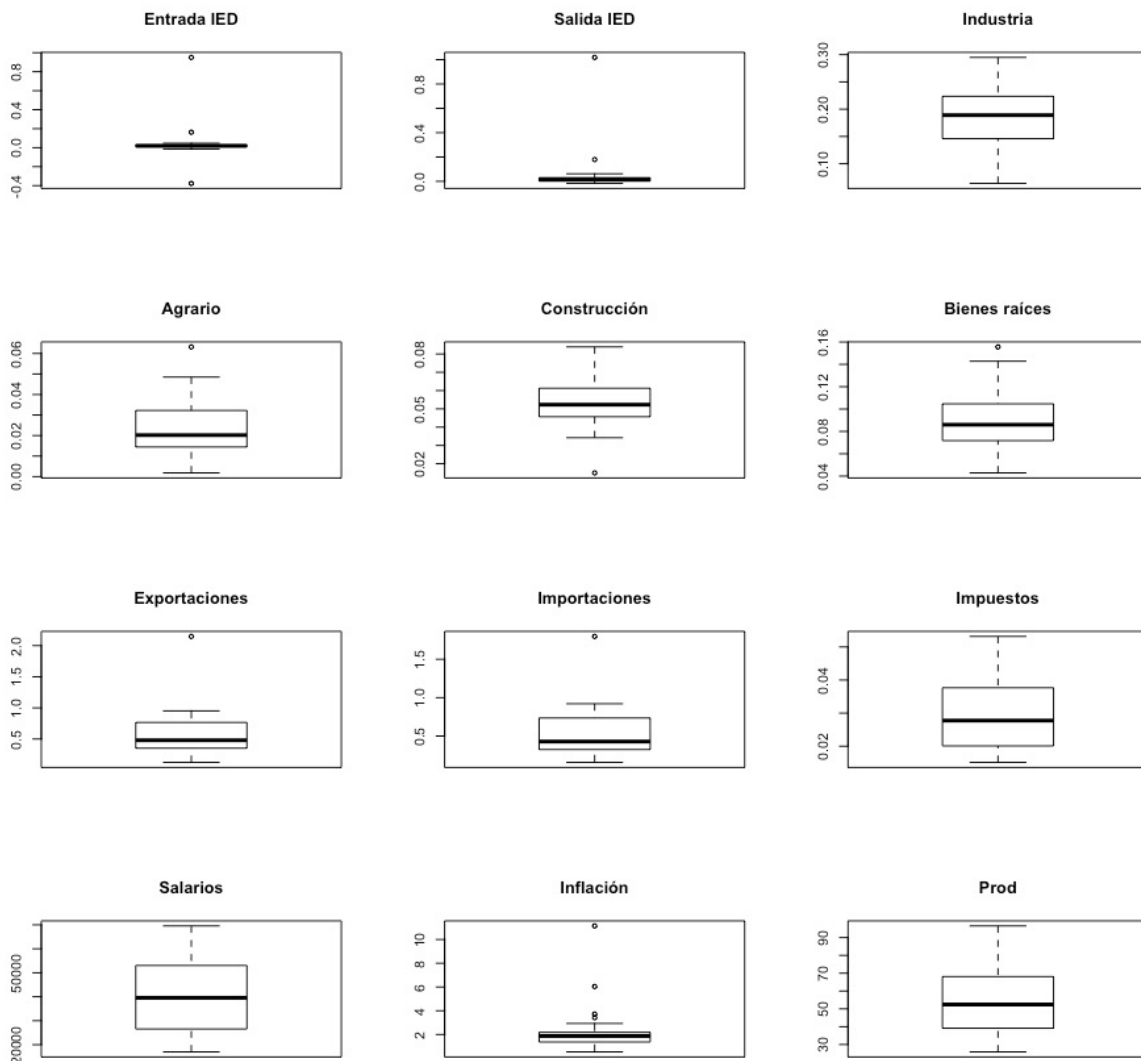 Entrada IED
Salida IED
Industria
-0.4 0.0 0.4 0.8
0.0 0.4 0.8
0.10 0.20 0.30
Agrario
Construcción
Bienes raíces
0.00 0.02 0.04 0.06
0.02 0.05 0.08
0.04 0.08 0.12 0.16
Exportaciones
Importaciones
Impuestos
0.5 1.0 1.5 2.0
0.5 1.5
0.02 0.04
Salarios
Inflación
Prod
20000 50000
2 4 6 8 10
30 50 70 90